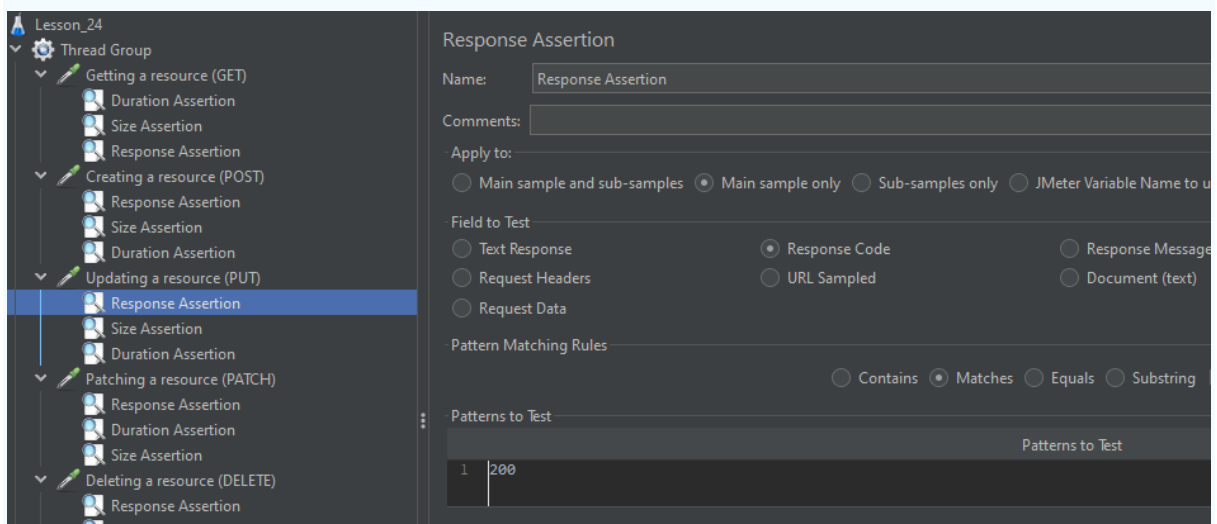 Lesson_24
Thread Group
Getting a resource (GET)
Duration Assertion
Size Assertion
Response Assertion
Creating a resource (POST)
Response Assertion
Size Assertion
Duration Assertion
Updating a resource (PUT)
Response Assertion
Size Assertion
Duration Assertion
Patching a resource (PATCH)
Response Assertion
Duration Assertion
Size Assertion
Deleting a resource (DELETE)
Response Assertion
Response Assertion
Name: Response Assertion
Comments:
Apply to:
Main sample and sub-samples Main sample only Sub-samples only JMeter Variable Name to u
Field to Test
Text Response Response Code Response Message
Request Headers URL Sampled Document (text)
Request Data
Pattern Matching Rules
Contains Matches Equals Substring
Patterns to Test
Patterns to Test
1 200